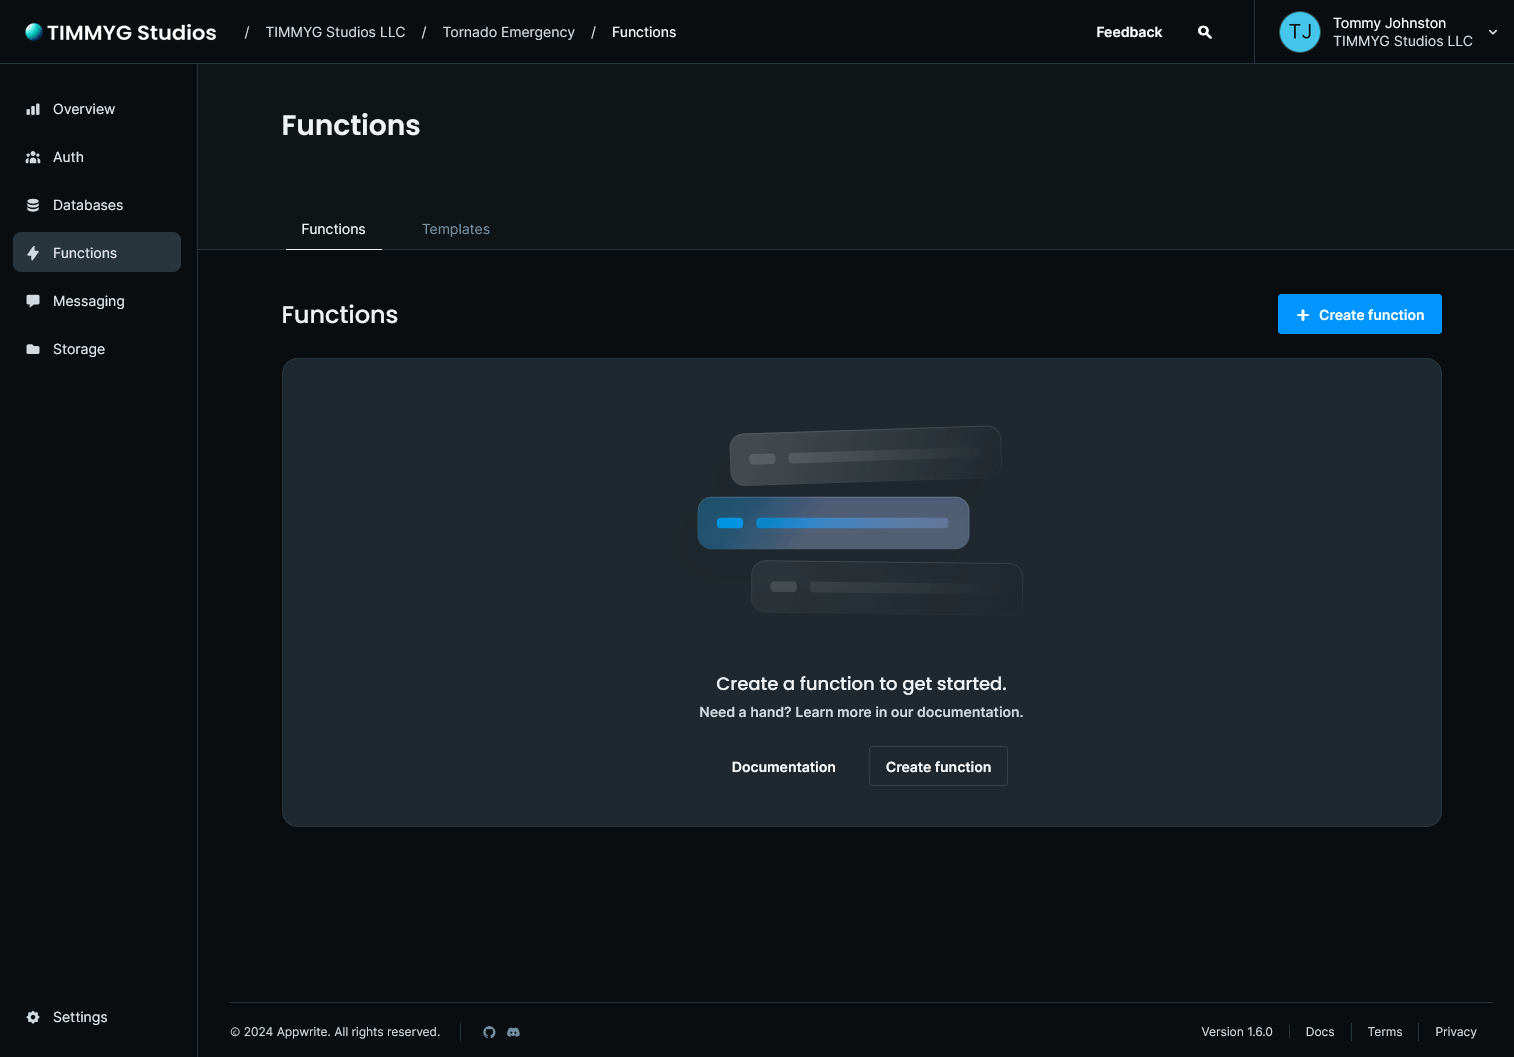 TIMMYG Studios / TIMMYG Studios LLC / Tornado Emergency / Functions
Feedback
TJ
Tommy Johnston
TIMMYG Studios LLC
Overview
Auth
Databases
Functions
Messaging
Storage
Settings
Functions
Functions Templates
Functions
Create function
Create a function to get started.
Need a hand? Learn more in our documentation.
Documentation Create function
© 2024 Appwrite. All rights reserved.
Version 1.6.0 Docs Terms Privacy